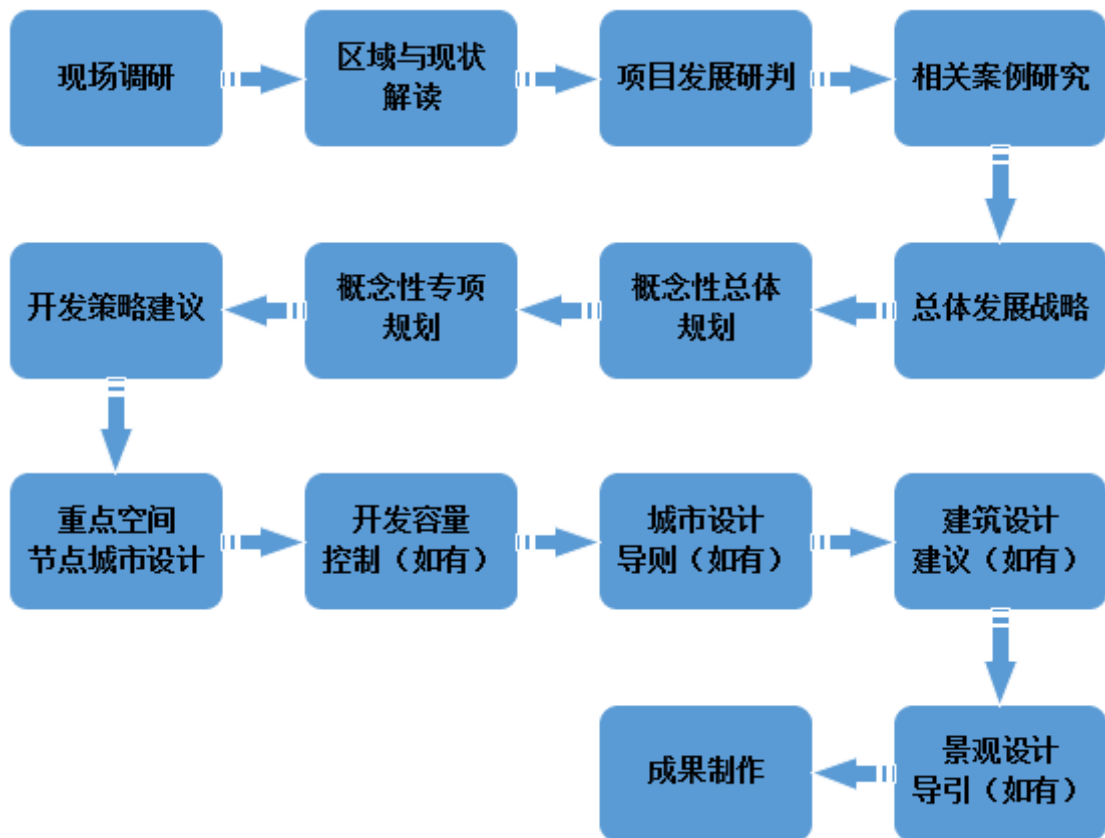 现场调研
区域与现状
解读
项目发展研判
相关案例研究
总体发展战略
概念性总体
规划
概念性专项
规划
开发策略建议
重点空间
节点城市设计
开发容量
控制（如有）
城市设计
导则（如有）
建筑设计
建议（如有）
景观设计
导引（如有）
成果制作